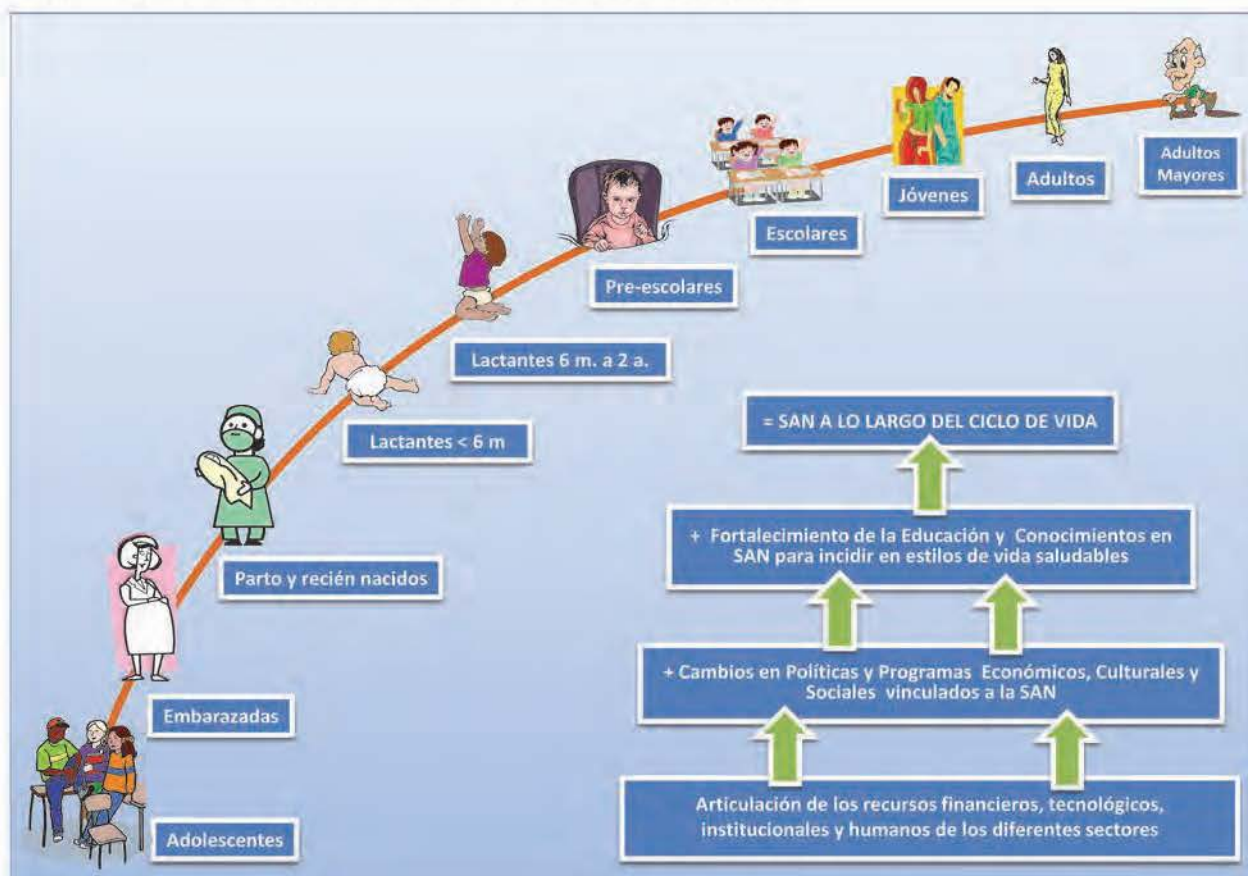 Adultos
Mayores
Adultos
Jóvenes
Escolares
Pre-escolares
Lactantes 6 m. a 2 a.
Lactantes < 6 m
Parto y recién nacidos
Embarazadas
Adolescentes
= SAN A LO LARGO DEL CICLO DE VIDA
+ Fortalecimiento de la Educación y Conocimientos en
SAN para incidir en estilos de vida saludables
+ Cambios en Políticas y Programas Económicos, Culturales y
Sociales vinculados a la SAN
Articulación de los recursos financieros, tecnológicos,
institucionales y humanos de los diferentes sectores